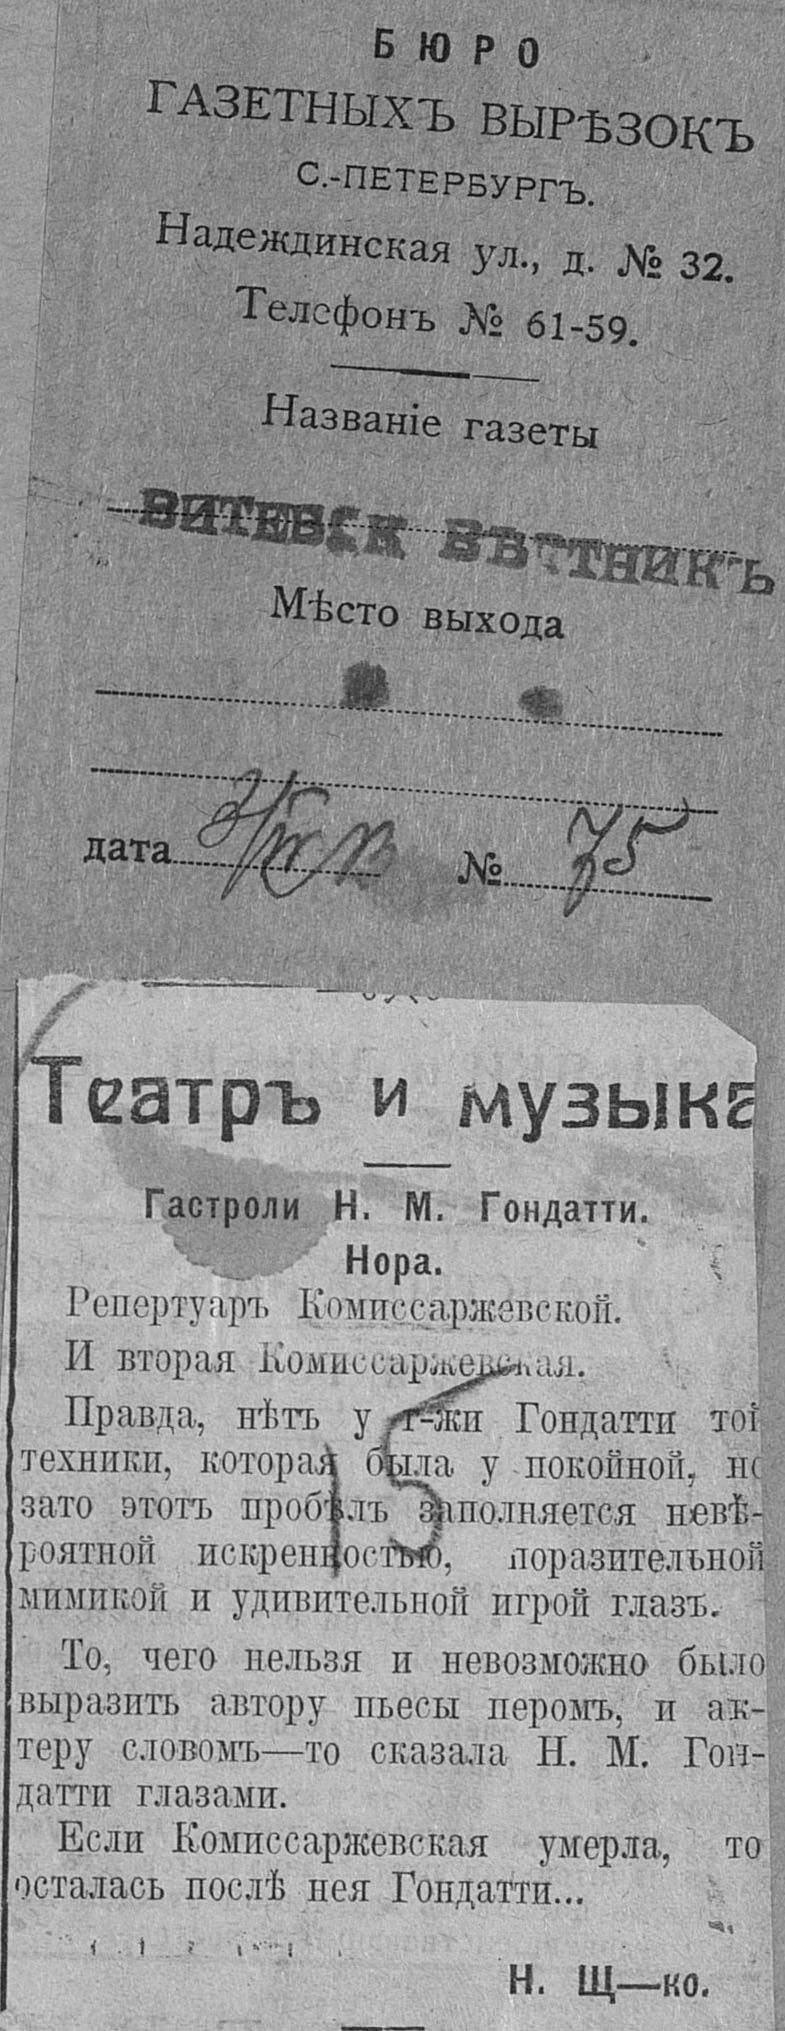 БЮРО
ГАЗЕТНЫХЪ ВЫРѢЗОКЪ
С.-ПЕТЕРБУРГЪ.
Надеждинская ул., д. № 32.
Телефонъ № 61-59.
Названіе газеты
ВИТЕБСК ВѢСТНИКЪ
Мѣсто выхода
дата № 75
Театръ и музыка
Гастроли Н. М. Гондатти.
Нора.
Репертуаръ Комиссаржевской.
И вторая Комиссаржевская.
Правда, нѣтъ у г-жи Гондатти той
техники, которая была у покойной, но
зато этотъ пробѣлъ заполняется невѣ-
роятной искренностью, поразительной
мимикой и удивительной игрой глазъ.
То, чего нельзя и невозможно было
выразить автору пьесы перомъ, и ак-
теру словомъ—то сказала Н. М. Гон-
датти глазами.
Если Комиссаржевская умерла, то
осталась послѣ нея Гондатти...
Н. Щ—ко.
15